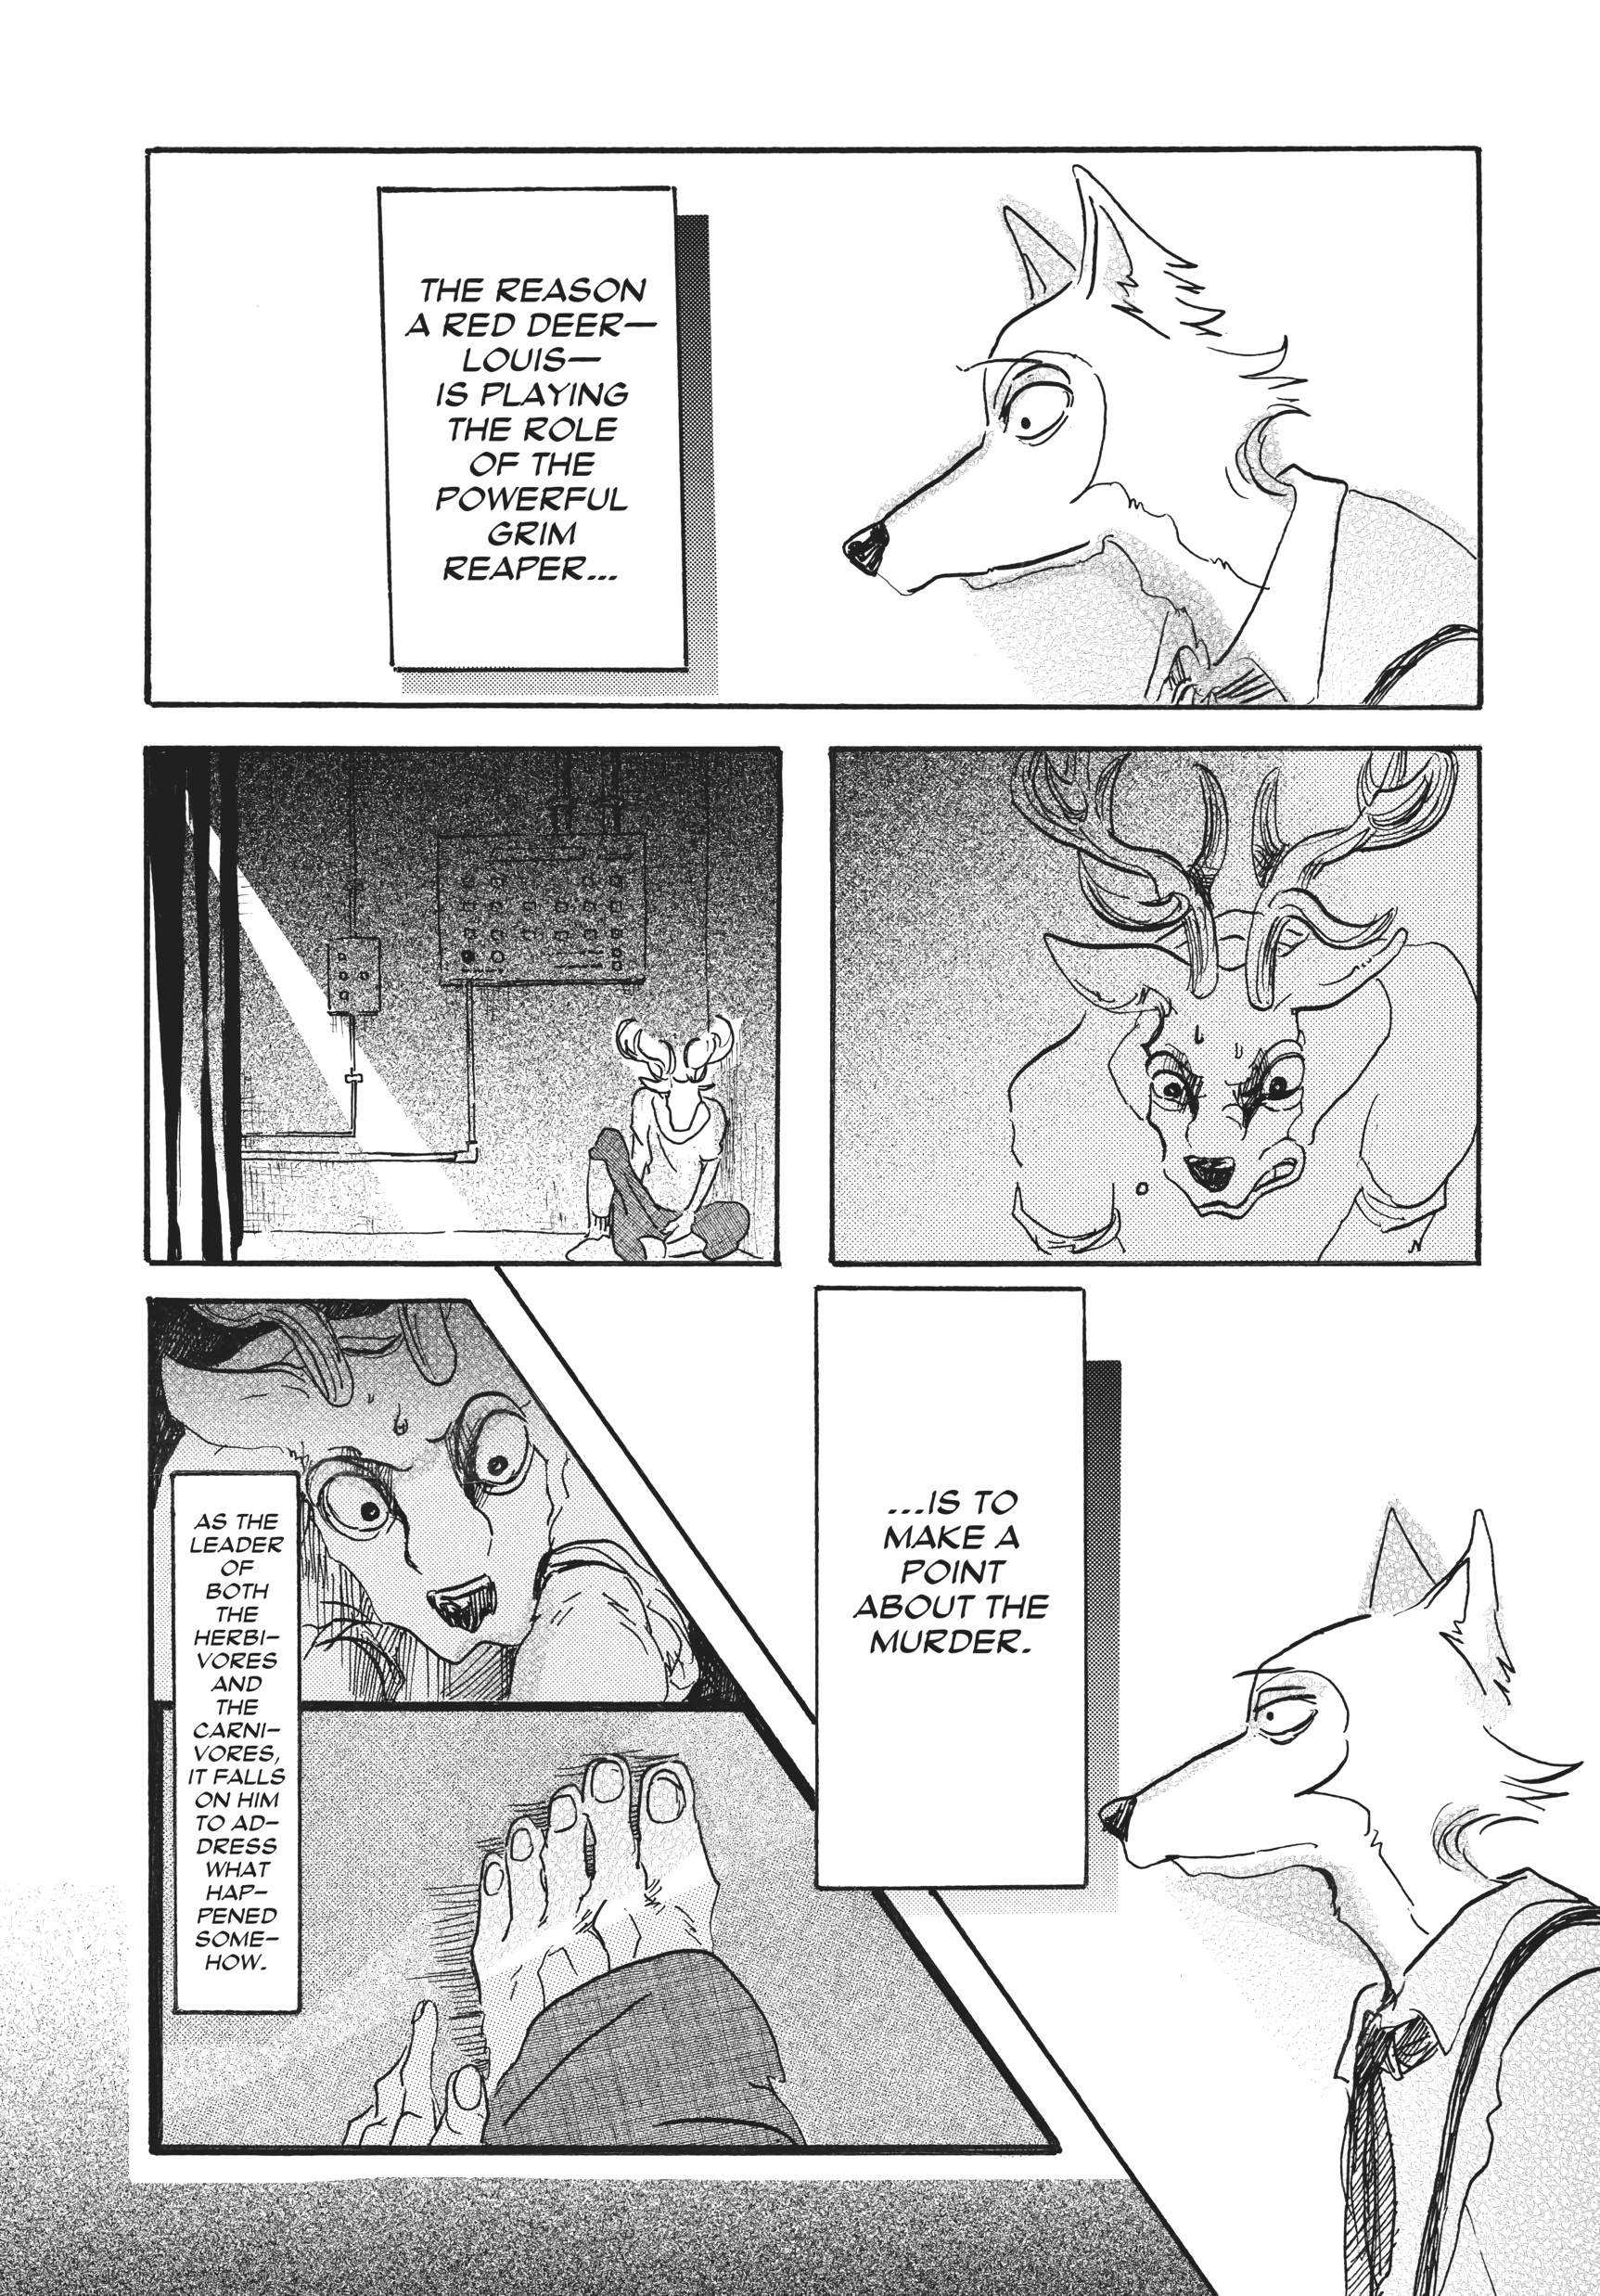 THE REASON
A RED DEER—
LOUIS—
IS PLAYING
THE ROLE
OF THE
POWERFUL
GRIM
REAPER...
...IS TO
MAKE A
POINT
ABOUT THE
MURDER.
AS THE
LEADER
OF
BOTH
THE
HERBI–
VORES
AND
THE
CARNI–
VORES,
IT FALLS
ON HIM
TO AD–
DRESS
WHAT
HAP–
PENED
SOME–
HOW.